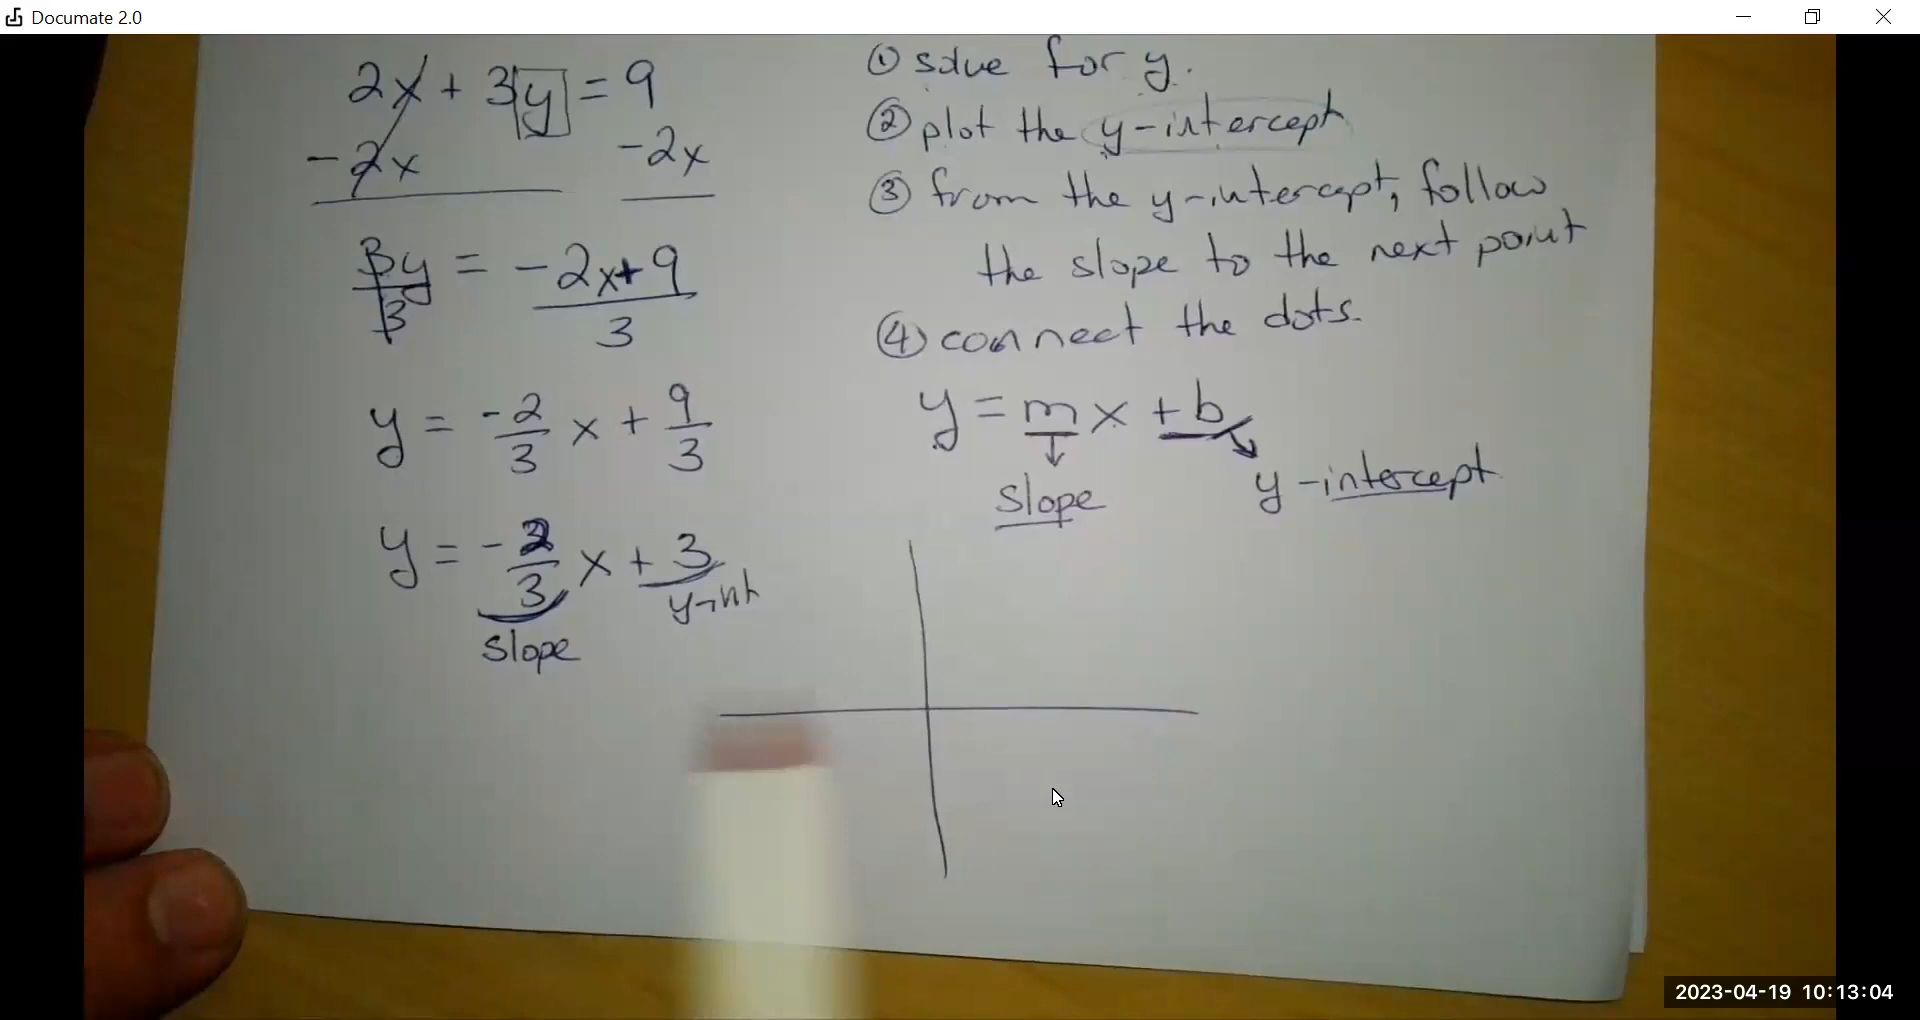 Documate 2.0
2x + 3y = 9
-2x -2x
3y/3 = -2x+9/3
y = -2/3 x + 9/3
y = -2/3 x + 3
slope y-int
① solve for y.
② plot the y-intercept
③ from the y-intercept, follow
the slope to the next point
④ connect the dots.
y = mx +b
slope y-intercept
2023-04-19 10:13:04